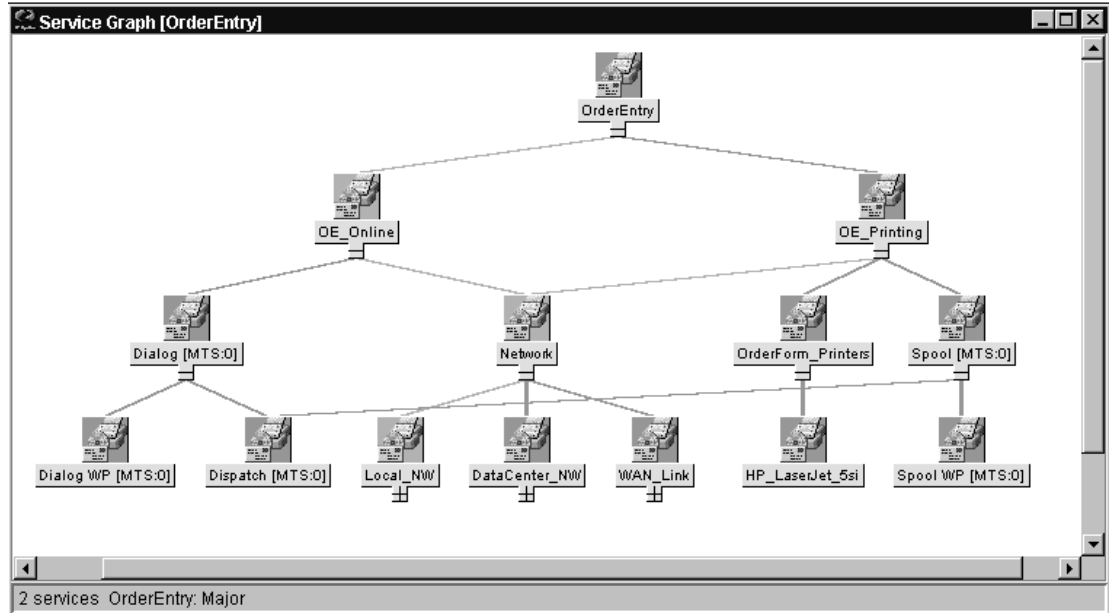 Service Graph [OrderEntry]
OrderEntry
OE_Online
OE_Printing
Dialog [MTS:0]
Network
OrderForm_Printers
Spool [MTS:0]
Dialog WP [MTS:0]
Dispatch [MTS:0]
Local_NW
DataCenter_NW
WAN_Link
HP_LaserJet_5si
Spool WP [MTS:0]
2 services OrderEntry: Major